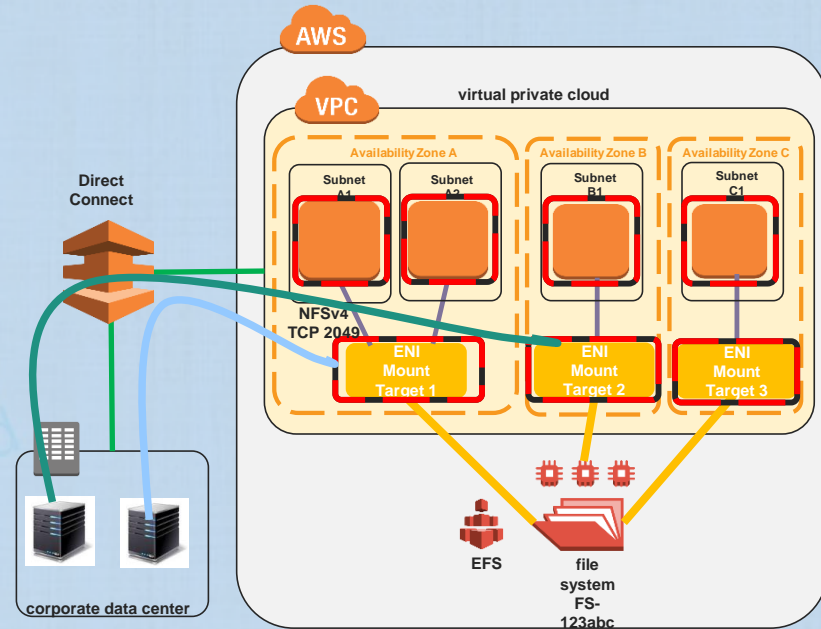 AWS
VPC
virtual private cloud
Availability Zone A
Availability Zone B
Availability Zone C
Direct
Connect
Subnet
A1
Subnet
A2
Subnet
B1
Subnet
C1
NFSv4
TCP 2049
ENI
Mount
Target 1
ENI
Mount
Target 2
ENI
Mount
Target 3
EFS
file
system
FS-
123abc
corporate data center